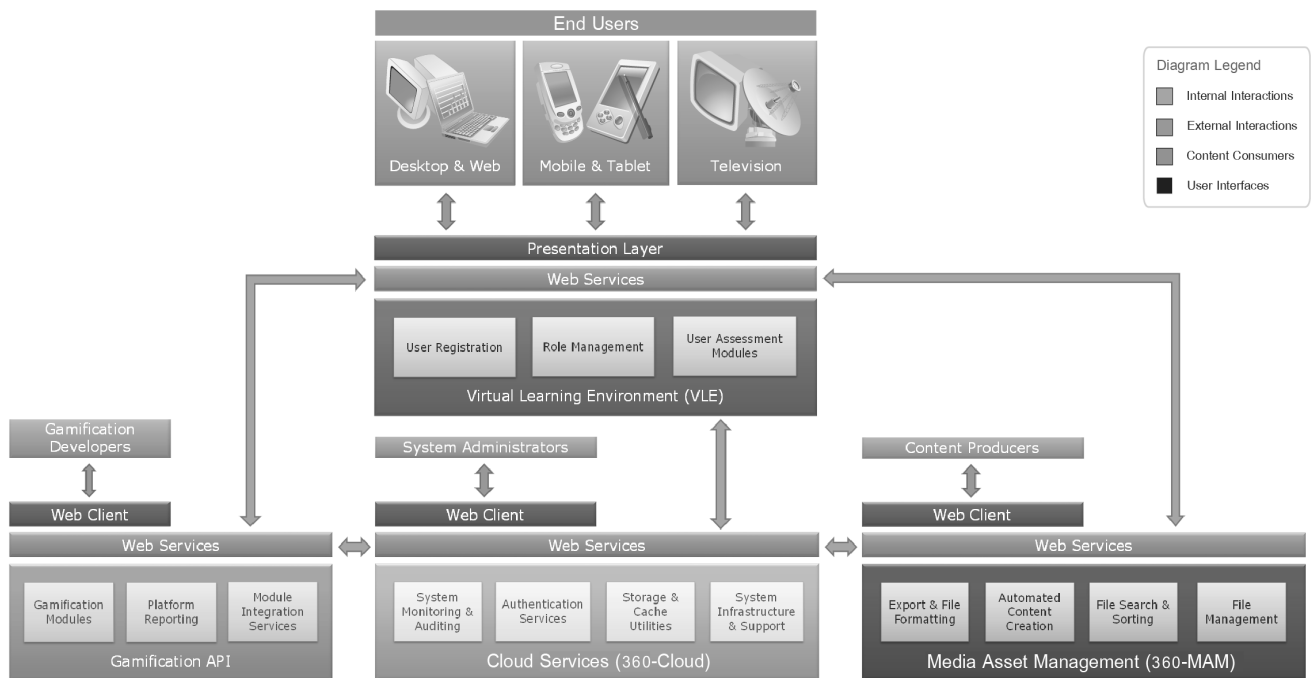 End Users
Desktop & Web
Mobile & Tablet
Television
Diagram Legend
Internal Interactions
External Interactions
Content Consumers
User Interfaces
Presentation Layer
Web Services
User Registration
Role Management
User Assessment
Modules
Virtual Learning Environment (VLE)
Gamification
Developers
System Administrators
Content Producers
Web Client
Web Client
Web Client
Web Services
Web Services
Web Services
Gamification
Modules
Platform
Reporting
Module
Integration
Services
Gamification API
System
Monitoring &
Auditing
Authentication
Services
Storage &
Cache
Utilities
System
Infrastructure
& Support
Cloud Services (360-Cloud)
Export & File
Formatting
Automated
Content
Creation
File Search &
Sorting
File
Management
Media Asset Management (360-MAM)